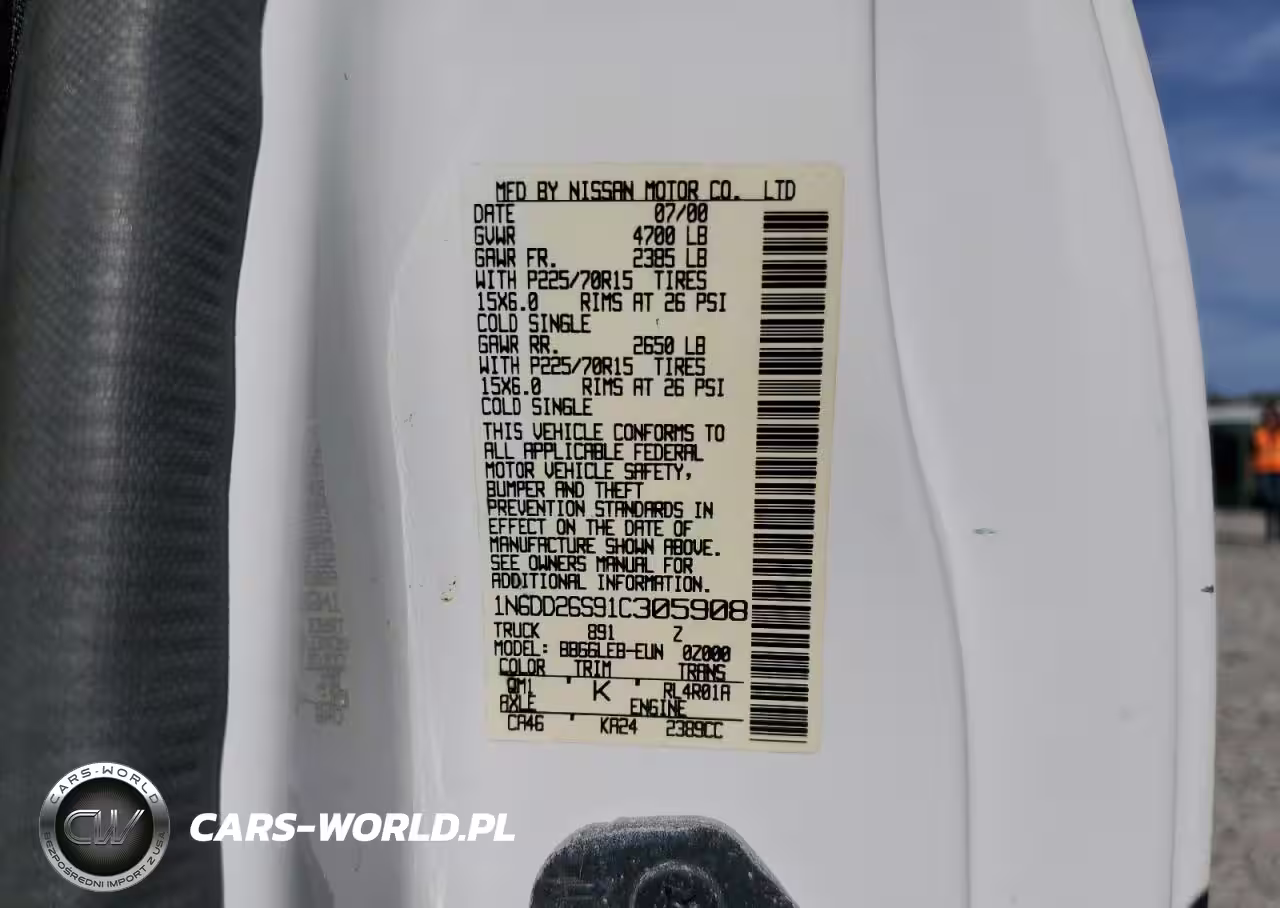 MFD BY NISSAN MOTOR CO. LTD
DATE 07/00
GVWR 4700 LB
GAWR FR. 2385 LB
WITH P225/70R15 TIRES
15X6.0 RIMS AT 26 PSI
COLD SINGLE
GAWR RR. 2650 LB
WITH P225/70R15 TIRES
15X6.0 RIMS AT 26 PSI
COLD SINGLE
THIS VEHICLE CONFORMS TO
ALL APPLICABLE FEDERAL
MOTOR VEHICLE SAFETY,
BUMPER AND THEFT
PREVENTION STANDARDS IN
EFFECT ON THE DATE OF
MANUFACTURE SHOWN ABOVE.
SEE OWNERS MANUAL FOR
ADDITIONAL INFORMATION.
1N6DD26S91C305908
TRUCK 891 Z
MODEL: BBGGLEB-EUN 0Z000
COLOR TRIM TRANS
QM1 K RL4R01A
AXLE ENGINE
CA46 KA24 2389CC
CARS-WORLD
CW
BEZPOŚREDNI IMPORT Z USA
CARS-WORLD.PL